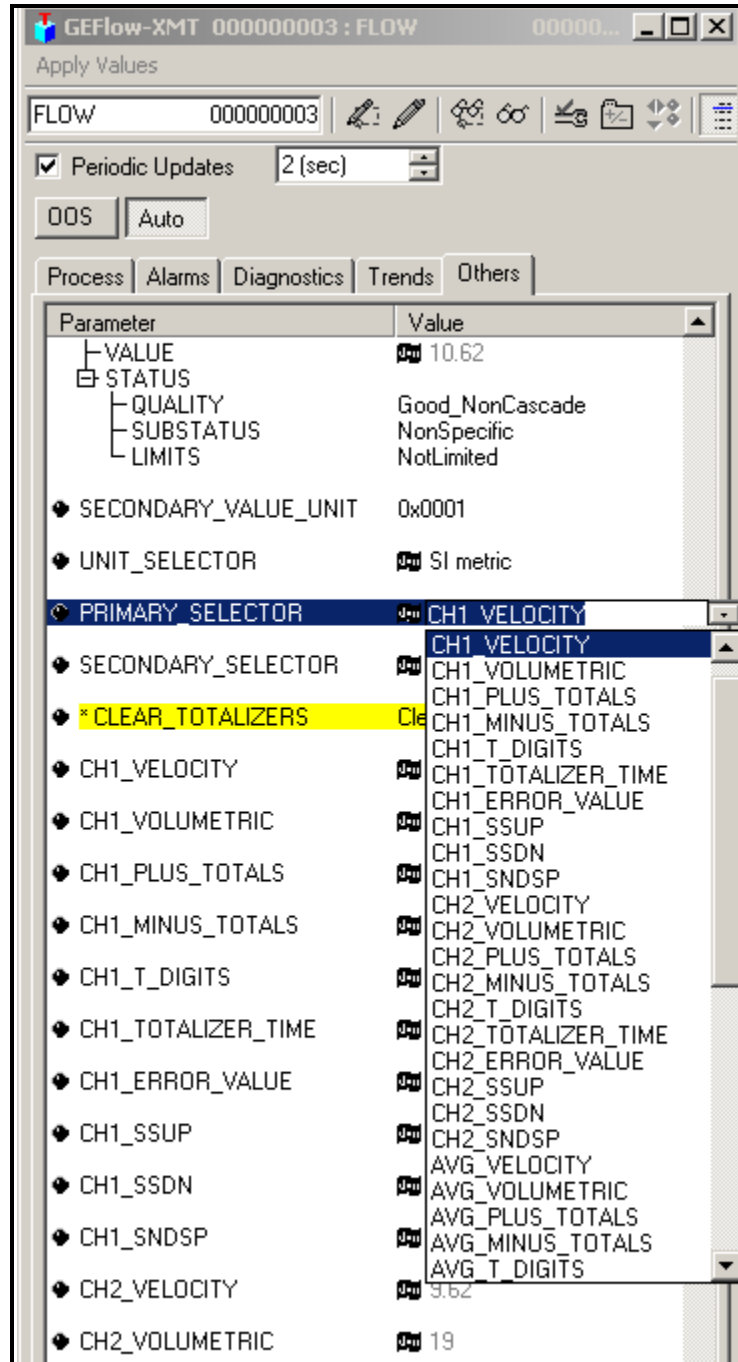 GEFlow-XMT 000000003 : FLOW 00000...
Apply Values
FLOW 000000003
Periodic Updates 2 (sec)
OOS Auto
Process Alarms Diagnostics Trends Others
Parameter Value
VALUE 10.62
STATUS
QUALITY Good_NonCascade
SUBSTATUS NonSpecific
LIMITS NotLimited
SECONDARY_VALUE_UNIT 0x0001
UNIT_SELECTOR SI metric
PRIMARY_SELECTOR CH1_VELOCITY
SECONDARY_SELECTOR
* CLEAR_TOTALIZERS Cle
CH1_VELOCITY
CH1_VOLUMETRIC
CH1_PLUS_TOTALS
CH1_MINUS_TOTALS
CH1_T_DIGITS
CH1_TOTALIZER_TIME
CH1_ERROR_VALUE
CH1_SSUP
CH1_SSDN
CH1_SNDSP
CH2_VELOCITY 9.62
CH2_VOLUMETRIC 19
CH1_VELOCITY
CH1_VOLUMETRIC
CH1_PLUS_TOTALS
CH1_MINUS_TOTALS
CH1_T_DIGITS
CH1_TOTALIZER_TIME
CH1_ERROR_VALUE
CH1_SSUP
CH1_SSDN
CH1_SNDSP
CH2_VELOCITY
CH2_VOLUMETRIC
CH2_PLUS_TOTALS
CH2_MINUS_TOTALS
CH2_T_DIGITS
CH2_TOTALIZER_TIME
CH2_ERROR_VALUE
CH2_SSUP
CH2_SSDN
CH2_SNDSP
AVG_VELOCITY
AVG_VOLUMETRIC
AVG_PLUS_TOTALS
AVG_MINUS_TOTALS
AVG_T_DIGITS